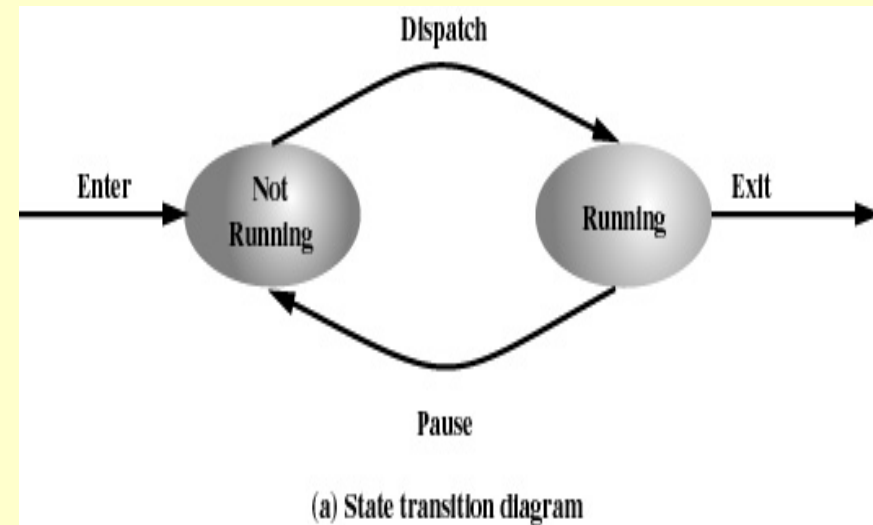 Dispatch
Enter
Not
Running
Running
Exit
Pause
(a) State transition diagram